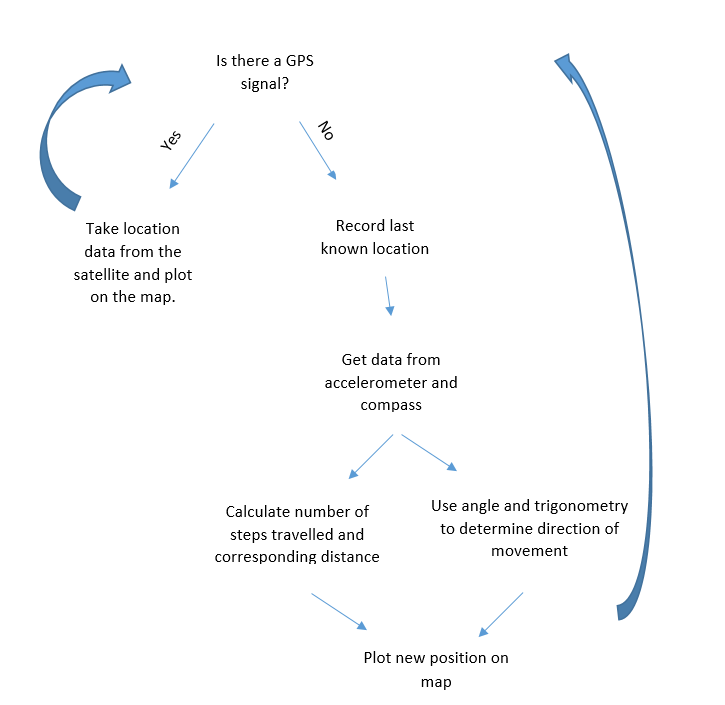 Is there a GPS
signal?
Yes
No
Take location
data from the
satellite and plot
on the map.
Record last
known location
Get data from
accelerometer and
compass
Calculate number of
steps travelled and
corresponding distance
Use angle and trigonometry
to determine direction of
movement
Plot new position on
map